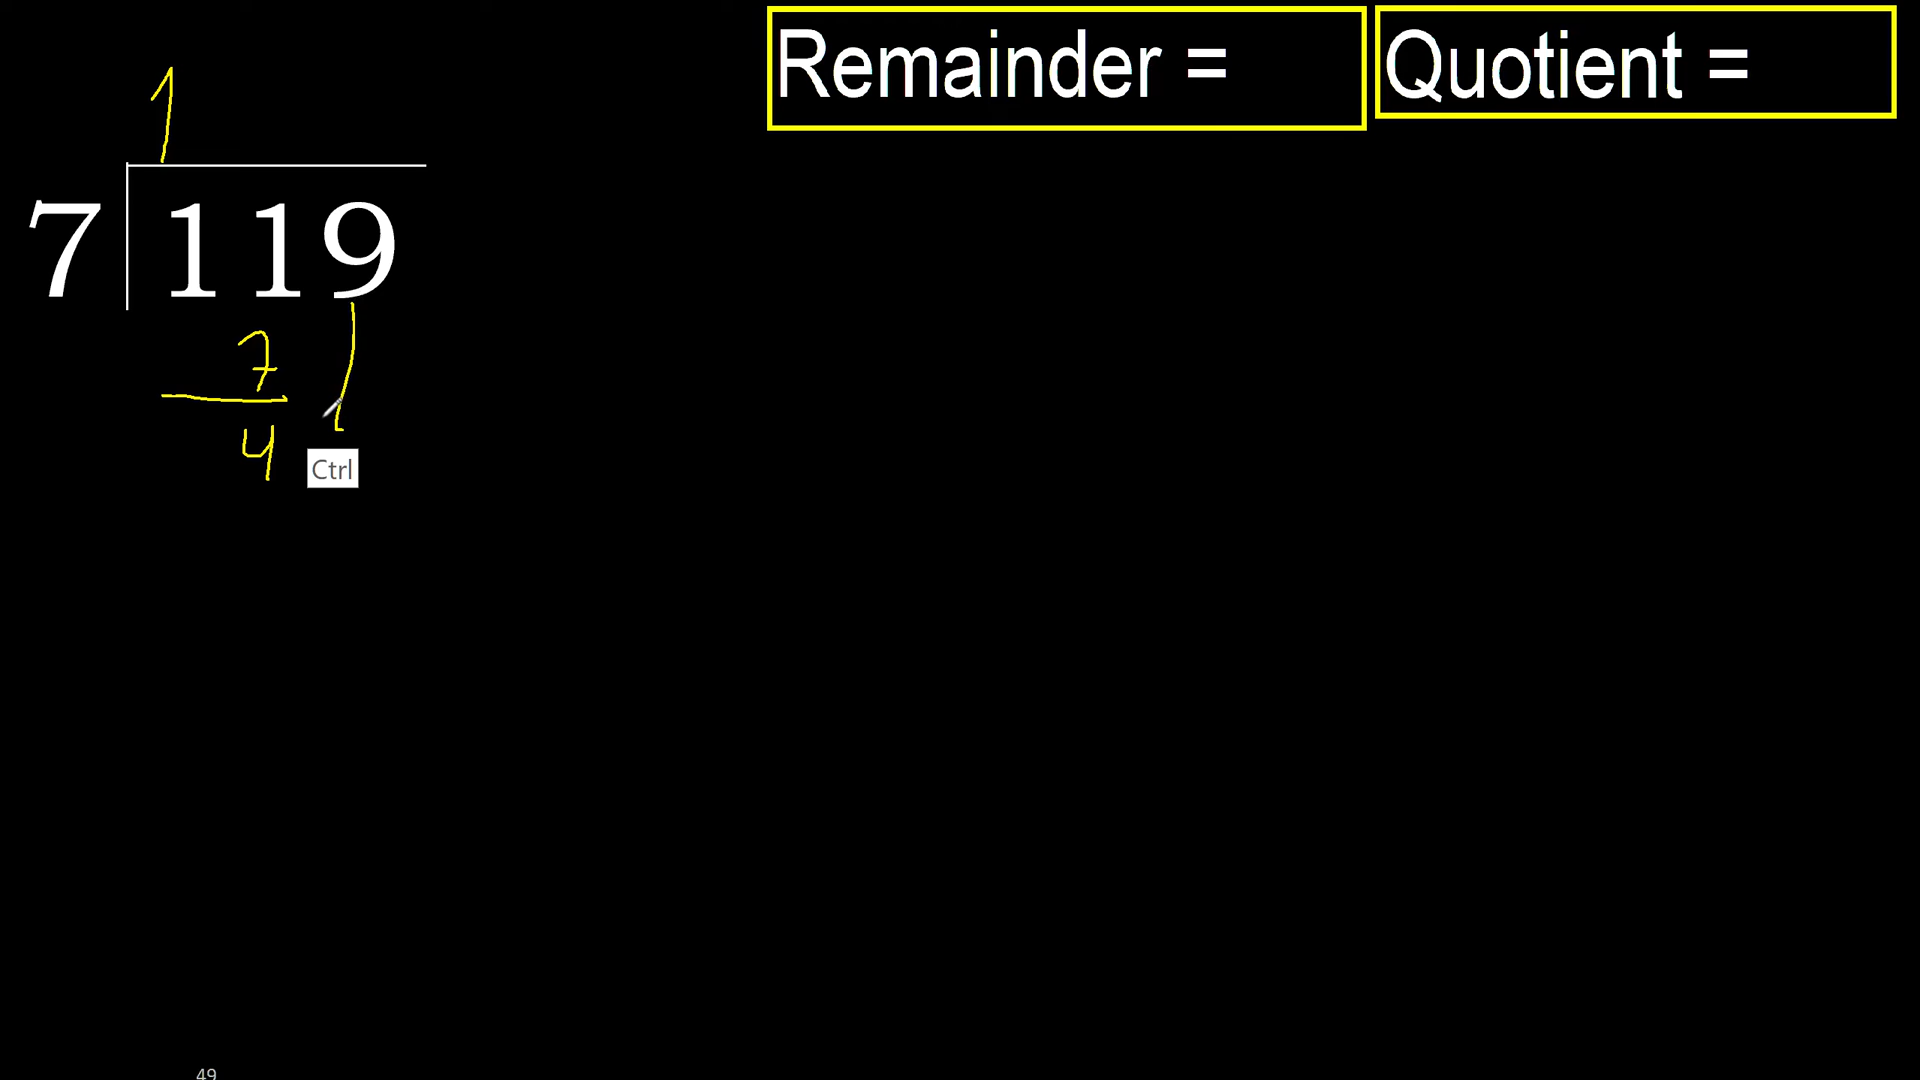 Remainder =
Quotient =
1
7 119
7
4
Ctrl
49